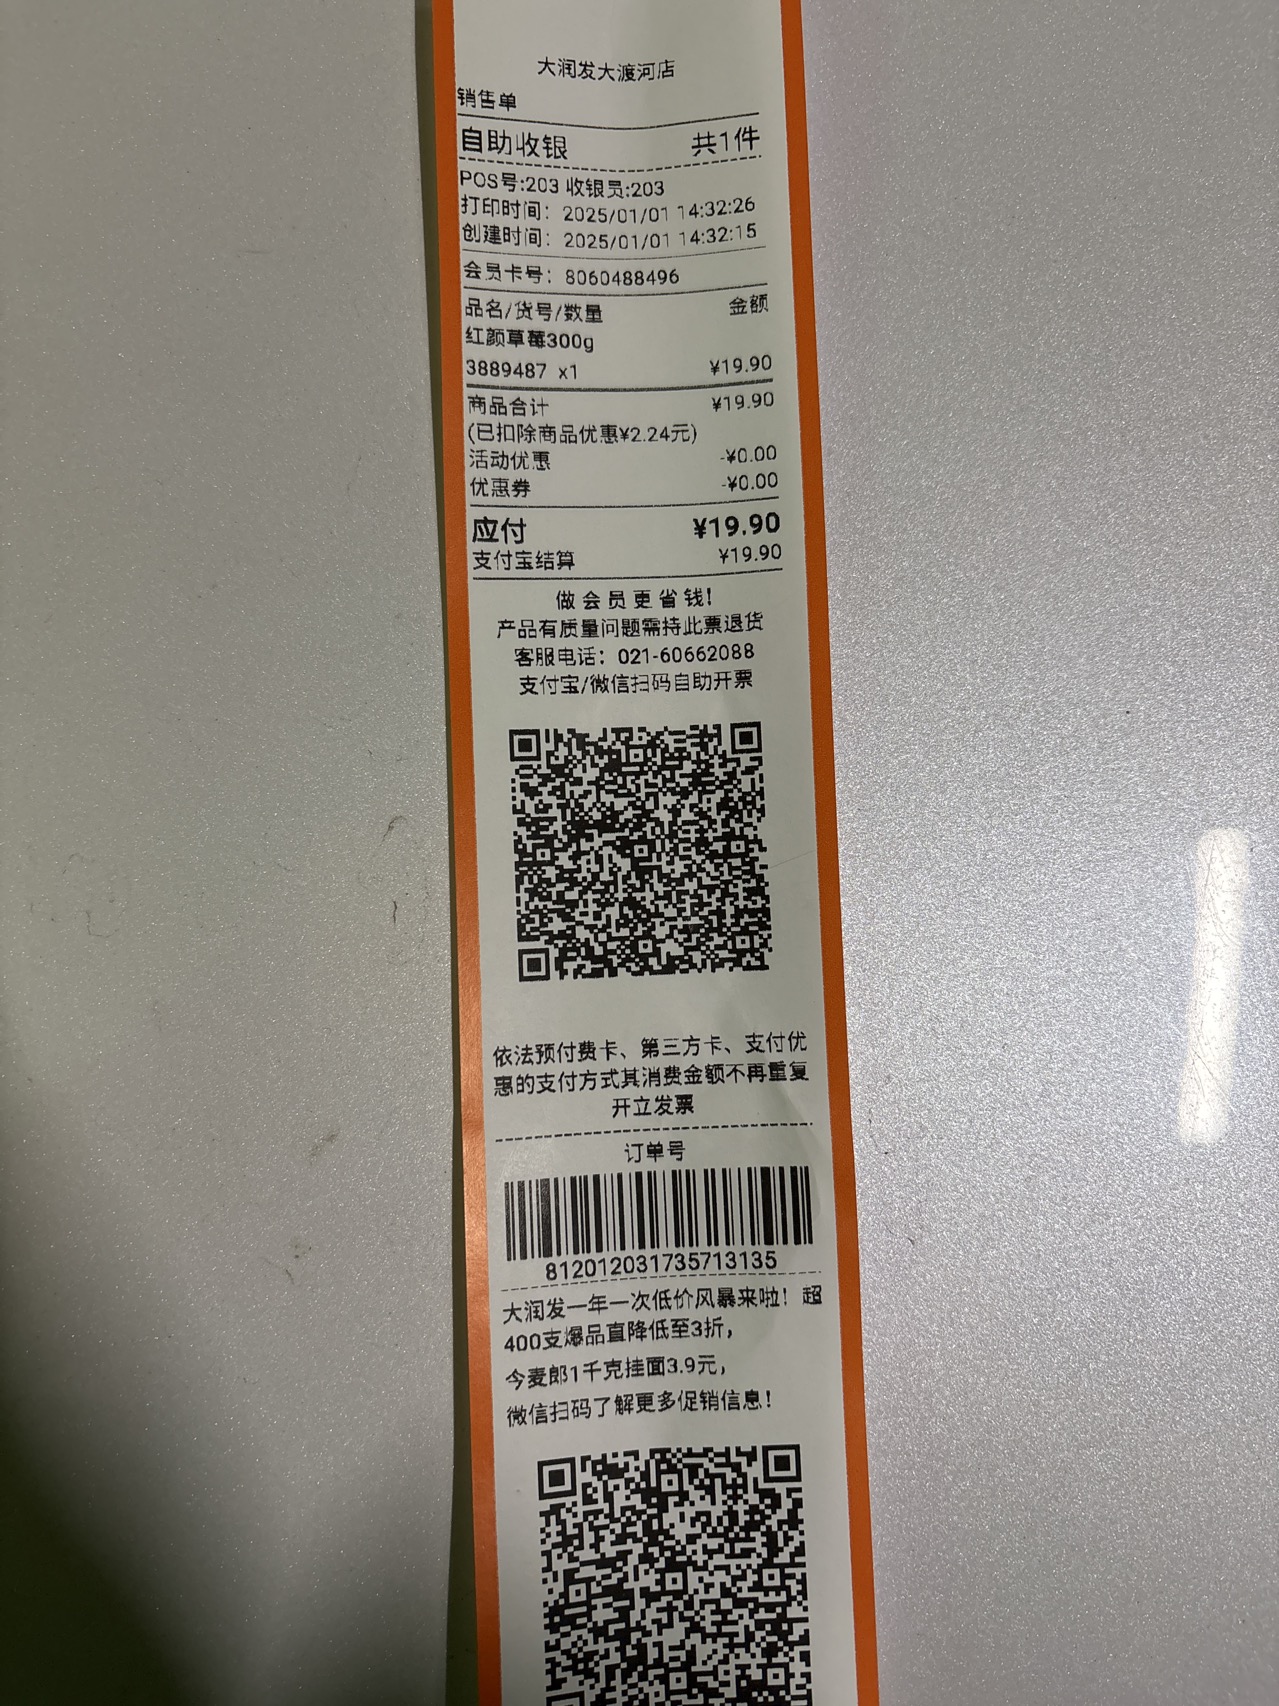 大润发大渡河店
销售单
自助收银 共1件
POS号:203 收银员:203
打印时间: 2025/01/01 14:32:26
创建时间: 2025/01/01 14:32:15
会员卡号: 8060488496
品名/货号/数量 金额
红颜草莓300g
3889487 x1 ¥19.90
商品合计 ¥19.90
(已扣除商品优惠¥2.24元)
活动优惠 -¥0.00
优惠券 -¥0.00
应付 ¥19.90
支付宝结算 ¥19.90
做会员更省钱!
产品有质量问题需持此票退货
客服电话: 021-60662088
支付宝/微信扫码自助开票
依法预付费卡、第三方卡、支付优
惠的支付方式其消费金额不再重复
开立发票
订单号
812012031735713135
大润发一年一次低价风暴来啦! 超
400支爆品直降低至3折,
今麦郎1千克挂面3.9元,
微信扫码了解更多促销信息!